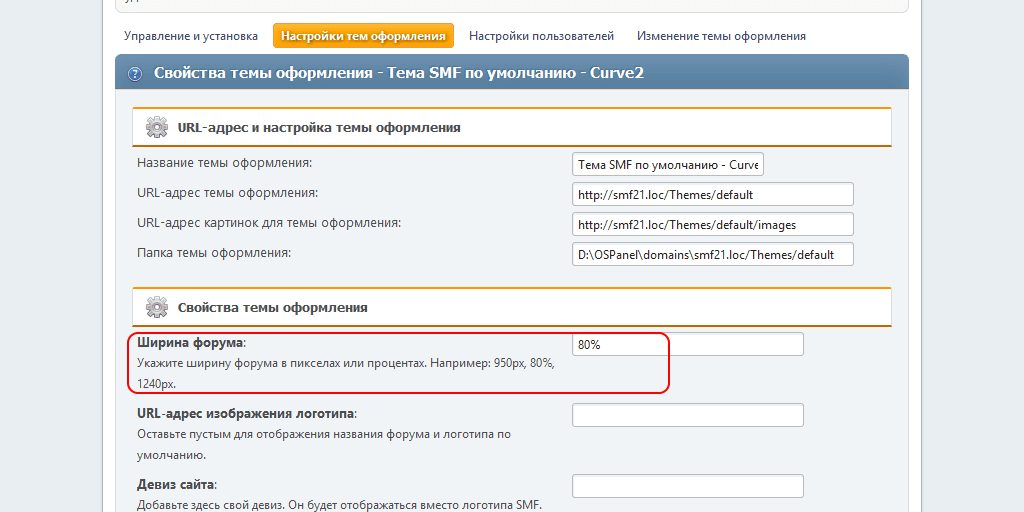 Управление и установка Настройки тем оформления Настройки пользователей Изменение темы оформления
? Свойства темы оформления - Тема SMF по умолчанию - Curve2
URL-адрес и настройка темы оформления
Название темы оформления: Тема SMF по умолчанию - Curve
URL-адрес темы оформления: http://smf21.loc/Themes/default
URL-адрес картинок для темы оформления: http://smf21.loc/Themes/default/images
Папка темы оформления: D:\OSPanel\domains\smf21.loc/Themes/default
Свойства темы оформления
Ширина форума: 80%
Укажите ширину форума в пикселах или процентах. Например: 950px, 80%,
1240px.
URL-адрес изображения логотипа:
Оставьте пустым для отображения названия форума и логотипа по
умолчанию.
Девиз сайта:
Добавьте здесь свой девиз. Он будет отображаться вместо логотипа SMF.